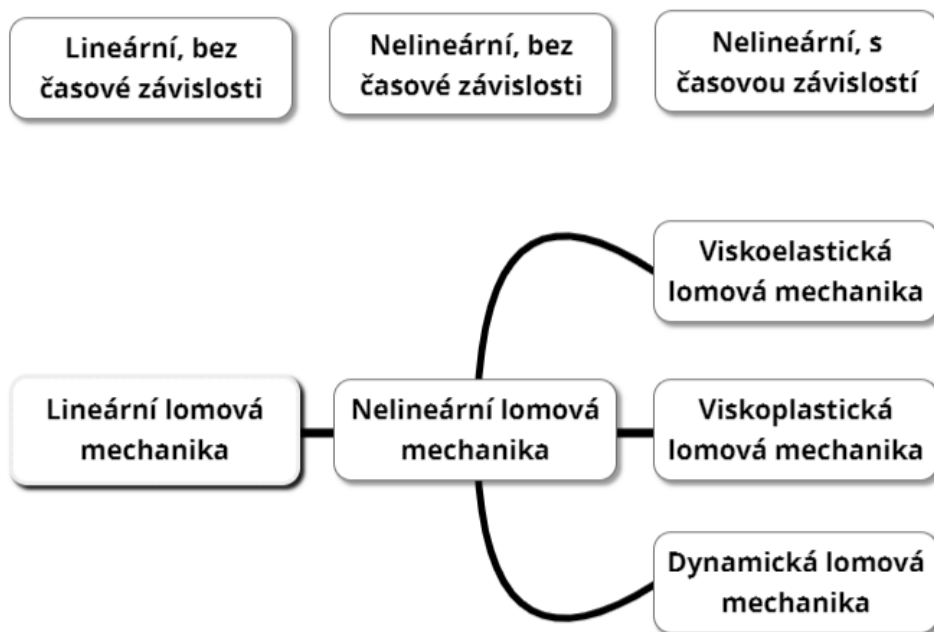 Lineární, bez
časové závislosti
Nelineární, bez
časové závislosti
Nelineární, s
časovou závislostí
Viskoelastická
lomová mechanika
Lineární lomová
mechanika
Nelineární lomová
mechanika
Viskoplastická
lomová mechanika
Dynamická lomová
mechanika